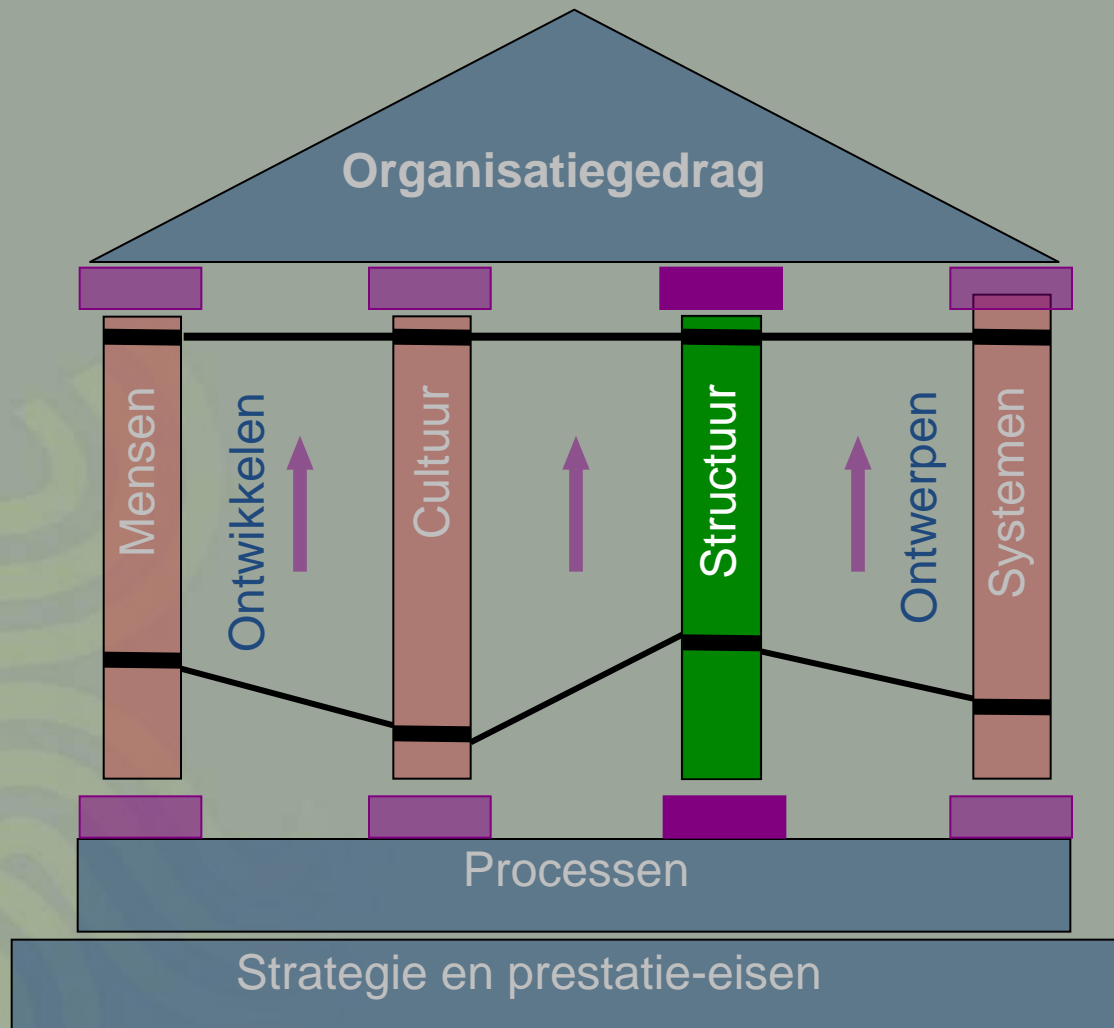 Organisatiegedrag
Mensen
Ontwikkelen
Cultuur
Structuur
Ontwerpen
Systemen
Processen
Strategie en prestatie-eisen